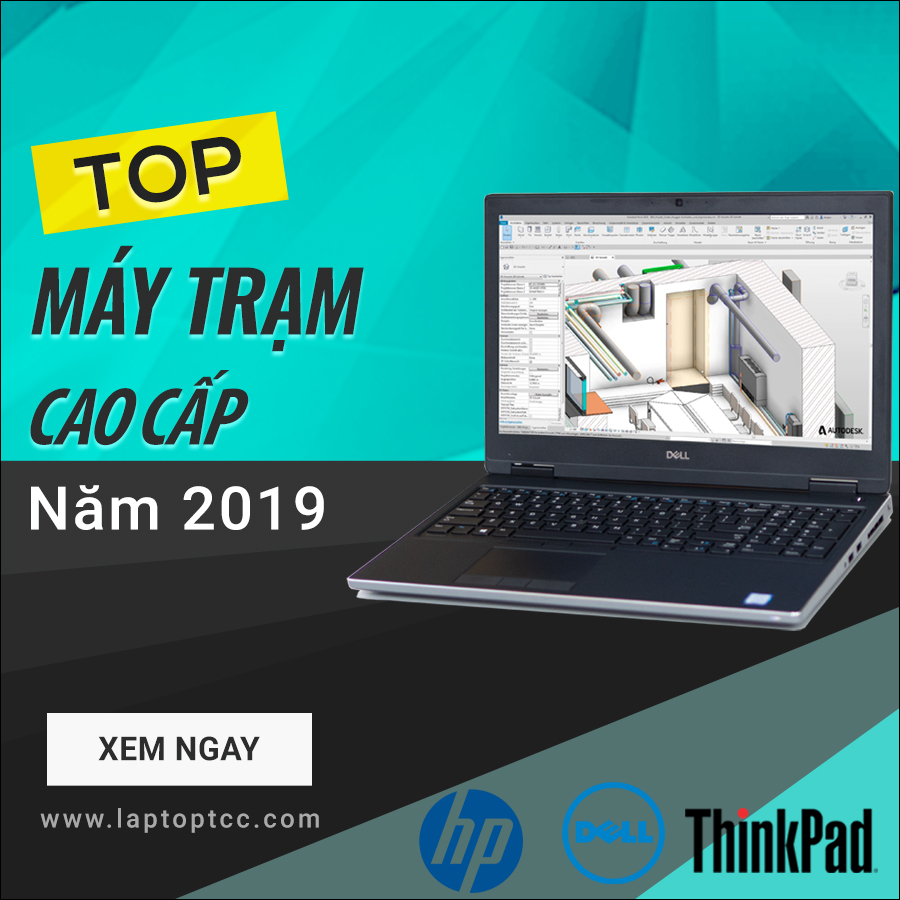 TOP
MÁY TRẠM
CAO CẤP
Năm 2019
AUTODESK
DELL
XEM NGAY
www.laptoptcc.com
hp
DELL
ThinkPad